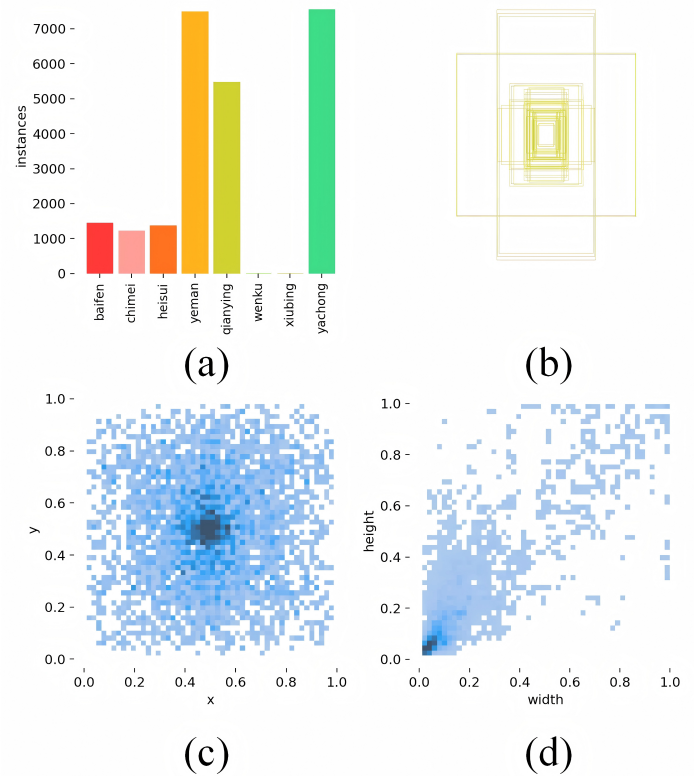 7000
6000
5000
4000
3000
2000
1000
0
instances
baifen
chimei
heisui
yeman
qianying
wenku
xiubing
yachong
(a)
(b)
1.0
0.8
0.6
0.4
0.2
0.0
y
0.0 0.2 0.4 0.6 0.8 1.0
x
(c)
1.0
0.8
0.6
0.4
0.2
0.0
height
0.0 0.2 0.4 0.6 0.8 1.0
width
(d)